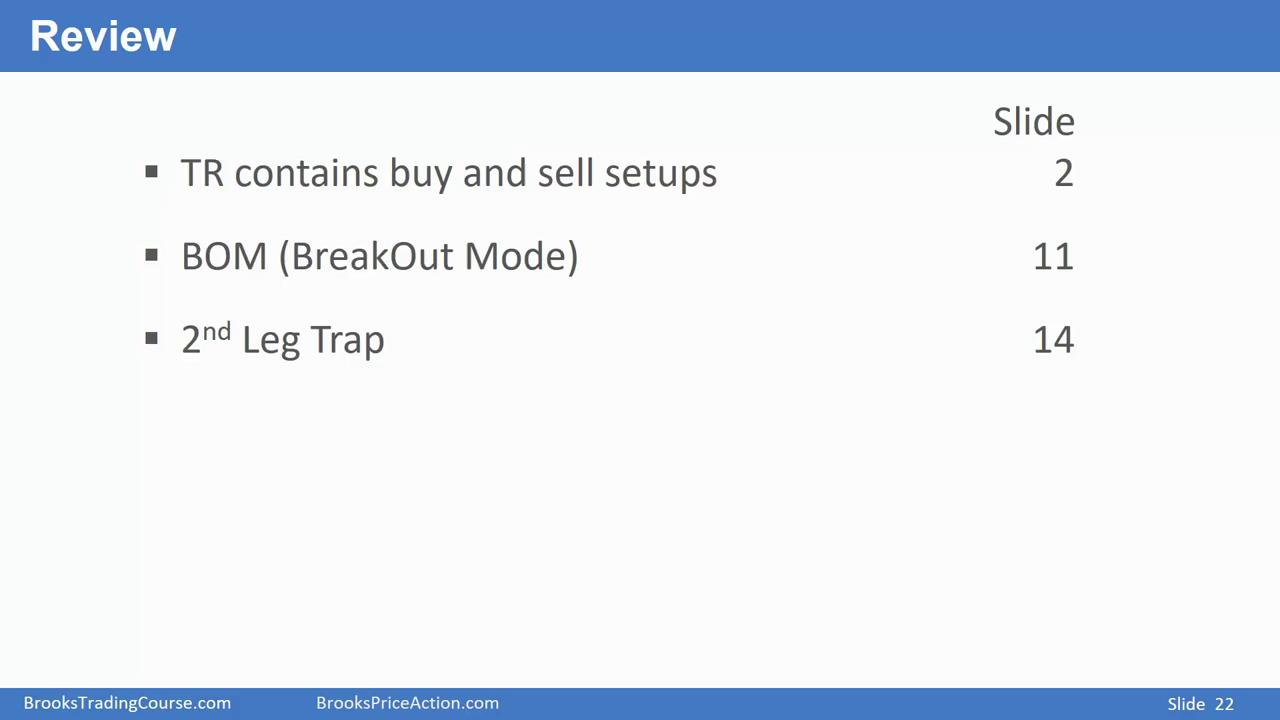 Review
Slide
▪ TR contains buy and sell setups 2
▪ BOM (BreakOut Mode) 11
▪ 2nd Leg Trap 14
BrooksTradingCourse.com BrooksPriceAction.com Slide 22